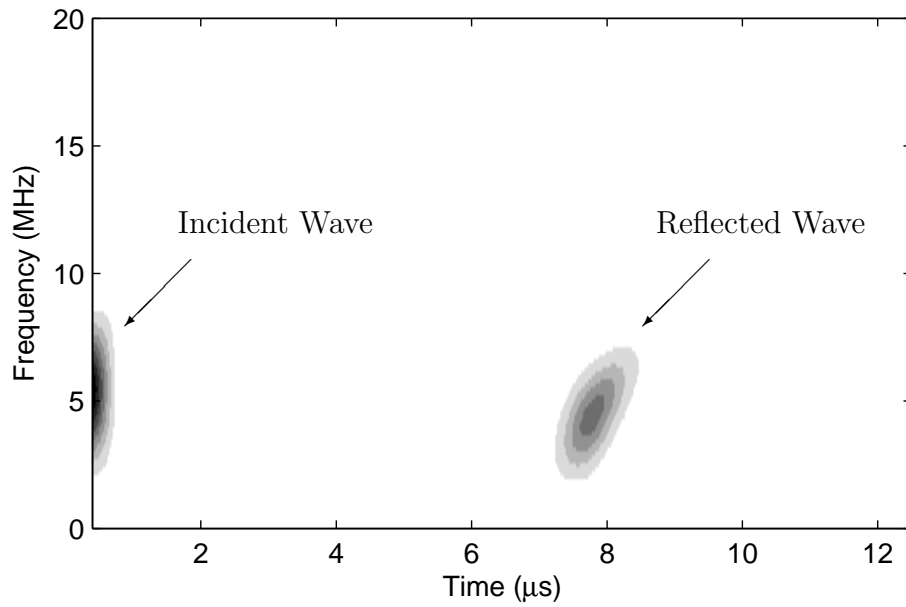 20
15
10
5
0
Frequency (MHz)
Incident Wave
Reflected Wave
2 4 6 8 10 12
Time (μs)